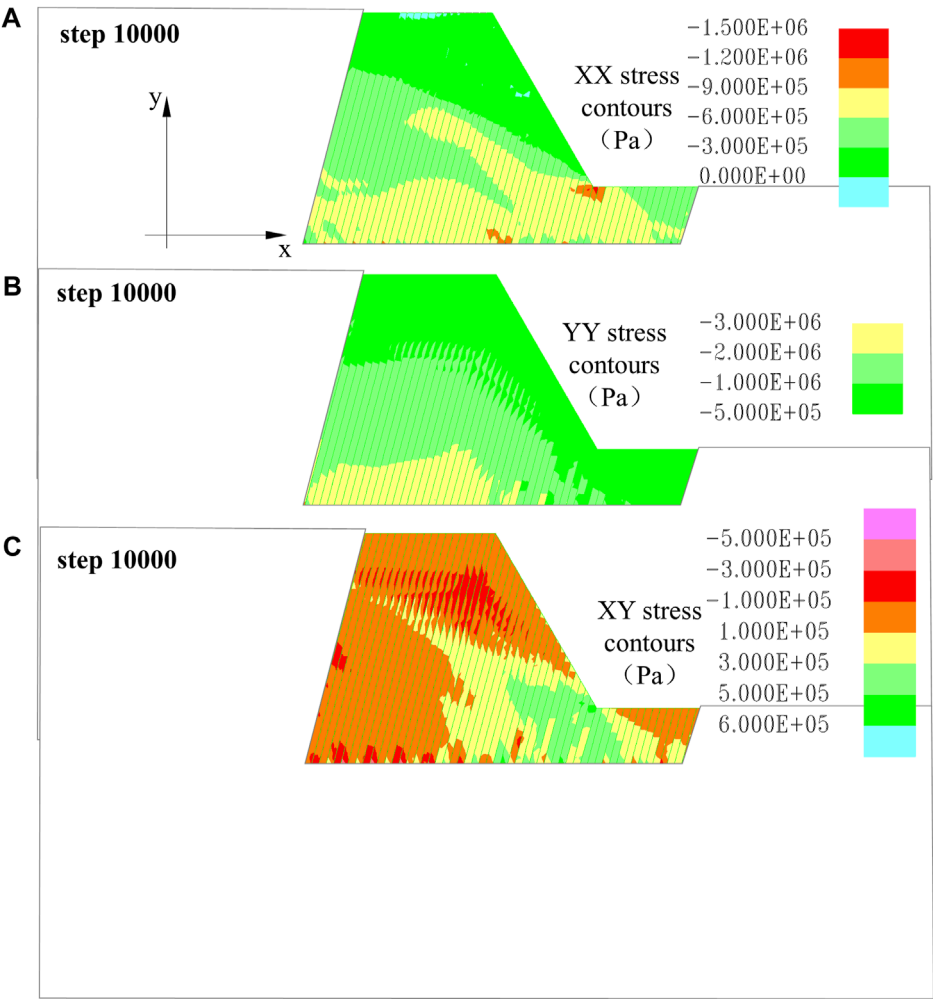 A
step 10000
y
x
XX stress
contours
（Pa）
-1.500E+06
-1.200E+06
-9.000E+05
-6.000E+05
-3.000E+05
0.000E+00
B
step 10000
YY stress
contours
（Pa）
-3.000E+06
-2.000E+06
-1.000E+06
-5.000E+05
C
step 10000
XY stress
contours
（Pa）
-5.000E+05
-3.000E+05
-1.000E+05
1.000E+05
3.000E+05
5.000E+05
6.000E+05